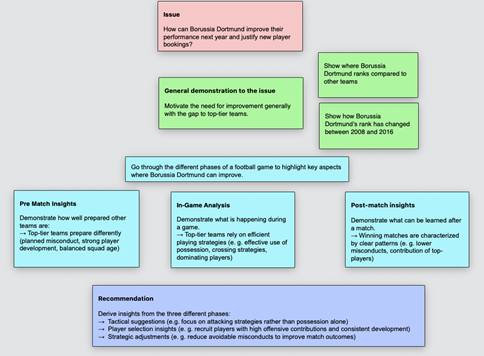 Issue
How can Borussia Dortmund improve their
performance next year and justify new player
bookings?
General demonstration to the issue
Motivate the need for improvement generally
with the gap to top-tier teams.
Show where Borussia
Dortmund ranks compared to
other teams
Show how Borussia
Dortmund's rank has changed
between 2008 and 2016
Go through the different phases of a football game to highlight key aspects
where Borussia Dortmund can improve.
Pre Match Insights
Demonstrate how well prepared other
teams are:
→ Top-tier teams prepare differently
(planned misconduct, strong player
development, balanced squad age)
In-Game Analysis
Demonstrate what is happening during
a game.
→ Top-tier teams rely on efficient
playing strategies (e. g. effective use of
possession, crossing strategies,
dominating players)
Post-match insights
Demonstrate what can be learned after
a match.
→ Winning matches are characterized
by clear patterns (e. g. lower
misconducts, contribution of top-
players)
Recommendation
Derive insights from the three different phases:
→ Tactical suggestions (e.g. focus on attacking strategies rather than possession alone)
→ Player selection insights (e. g. recruit players with high offensive contributions and consistent development)
→ Strategic adjustments (e. g. reduce avoidable misconducts to improve match outcomes)